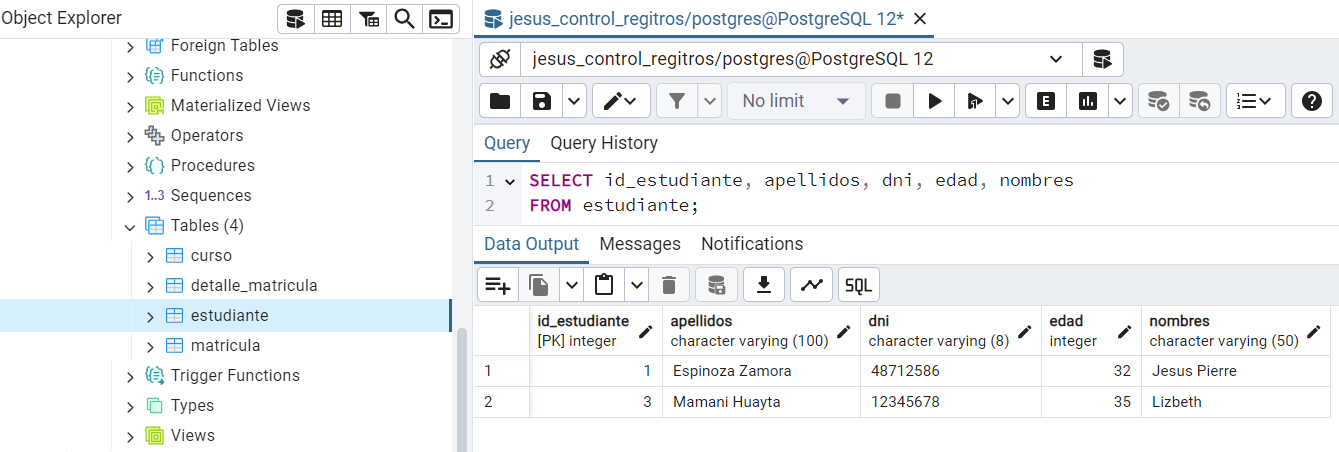 Object Explorer
Foreign Tables
Functions
Materialized Views
Operators
Procedures
1..3 Sequences
Tables (4)
curso
detalle_matricula
estudiante
matricula
Trigger Functions
Types
Views
jesus_control_regitros/postgres@PostgreSQL 12*
jesus_control_regitros/postgres@PostgreSQL 12
No limit
E
Query Query History
1 SELECT id_estudiante, apellidos, dni, edad, nombres
2 FROM estudiante;
Data Output Messages Notifications
SQL
id_estudiante apellidos dni edad nombres
[PK] integer character varying (100) character varying (8) integer character varying (50)
1 1 Espinoza Zamora 48712586 32 Jesus Pierre
2 3 Mamani Huayta 12345678 35 Lizbeth